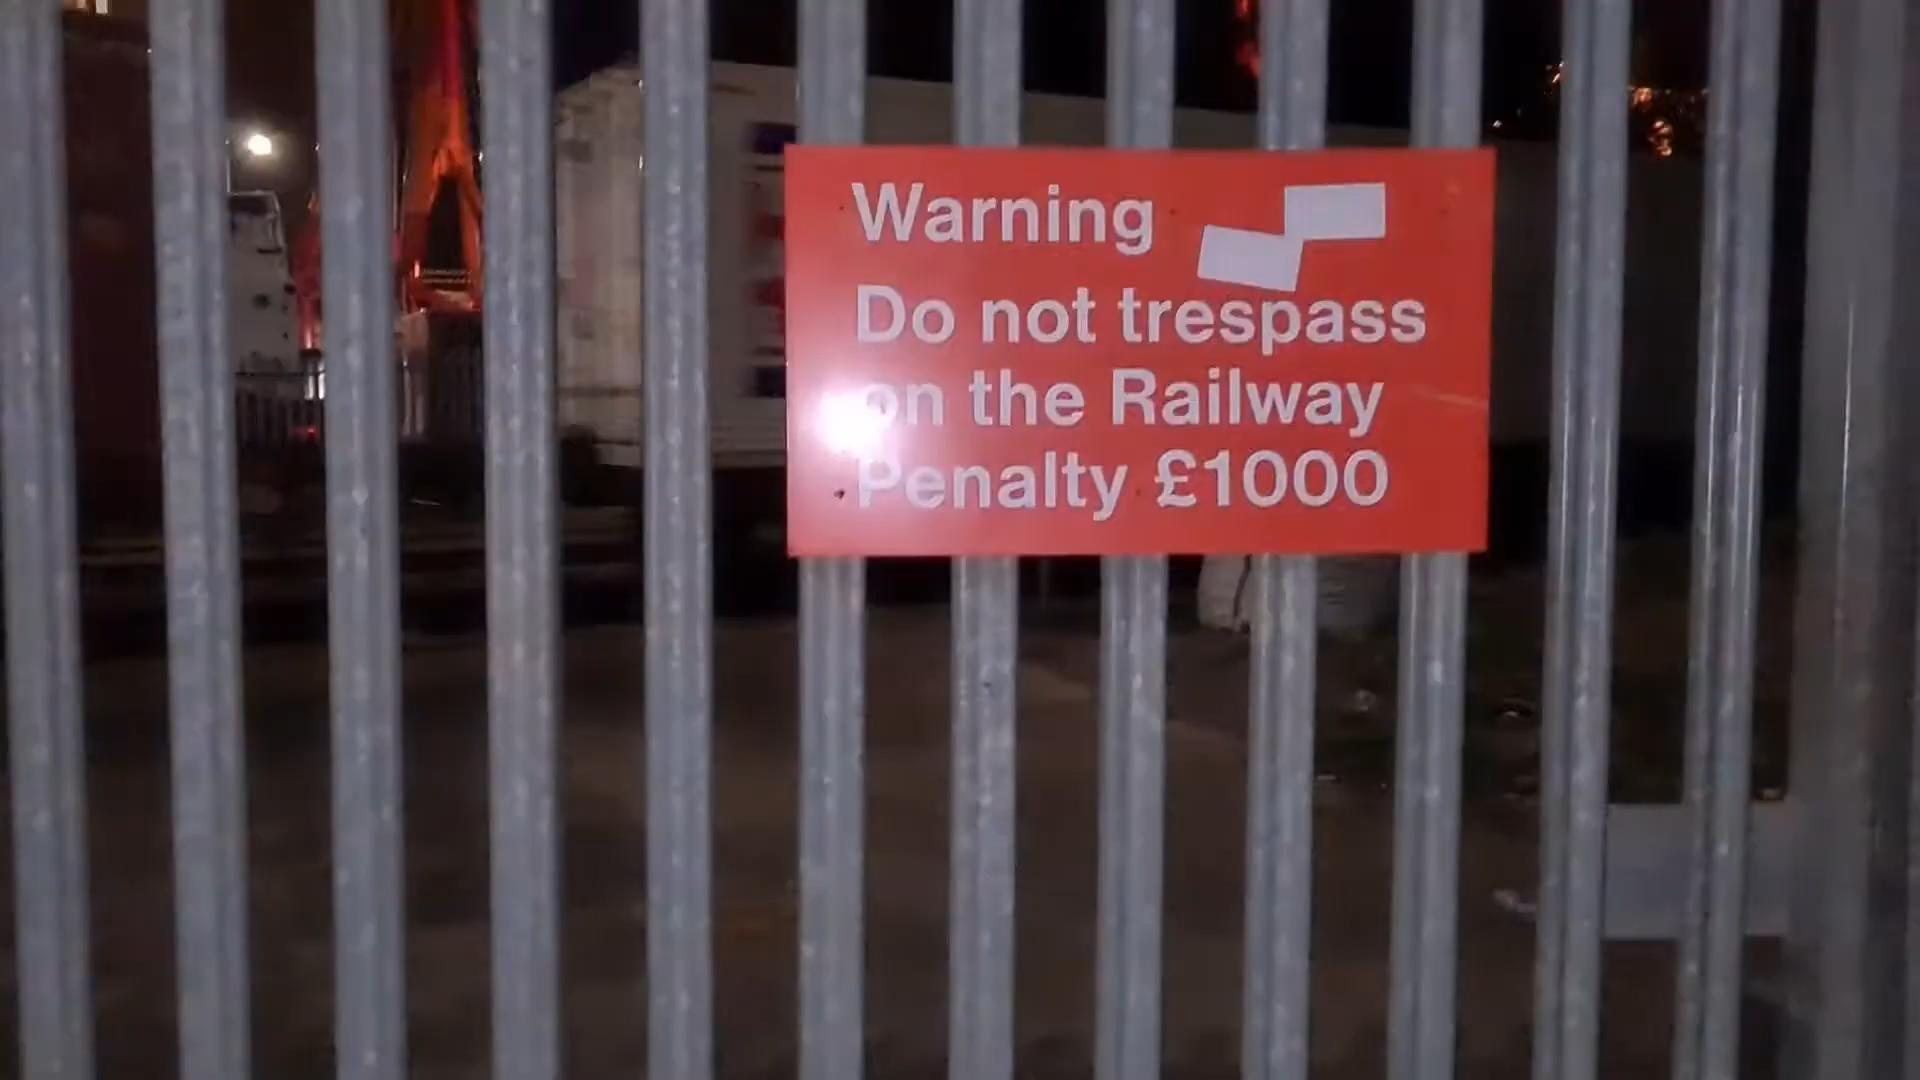 Warning
Do not trespass
on the Railway
Penalty £1000